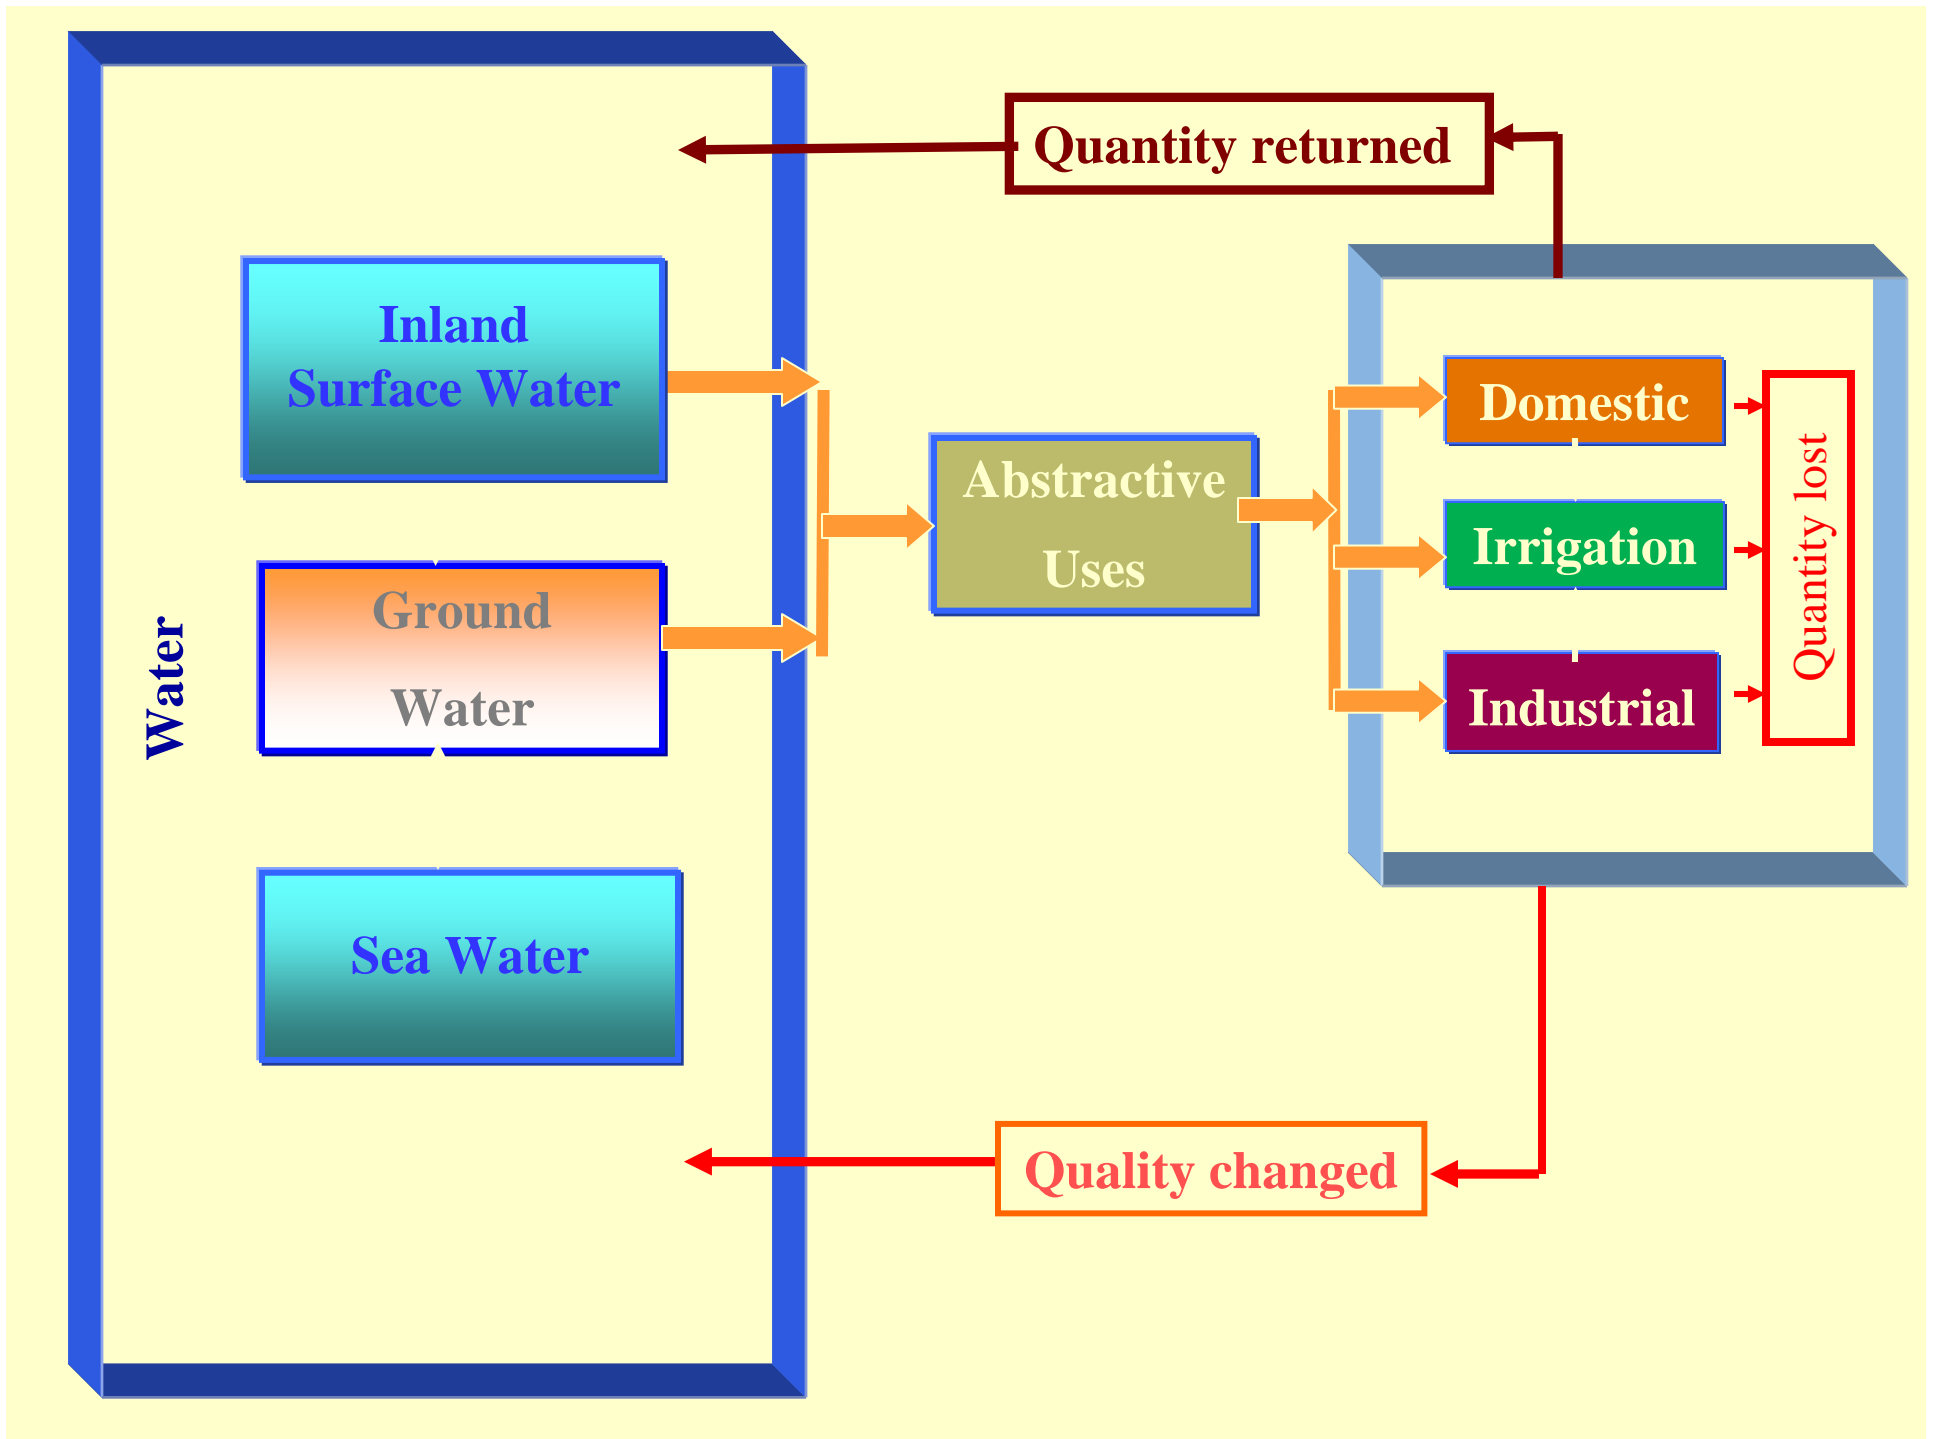 Quantity returned
Inland
Surface Water
Domestic
Abstractive
Uses
Irrigation
Quantity lost
Ground
Water
Industrial
Water
Sea Water
Quality changed